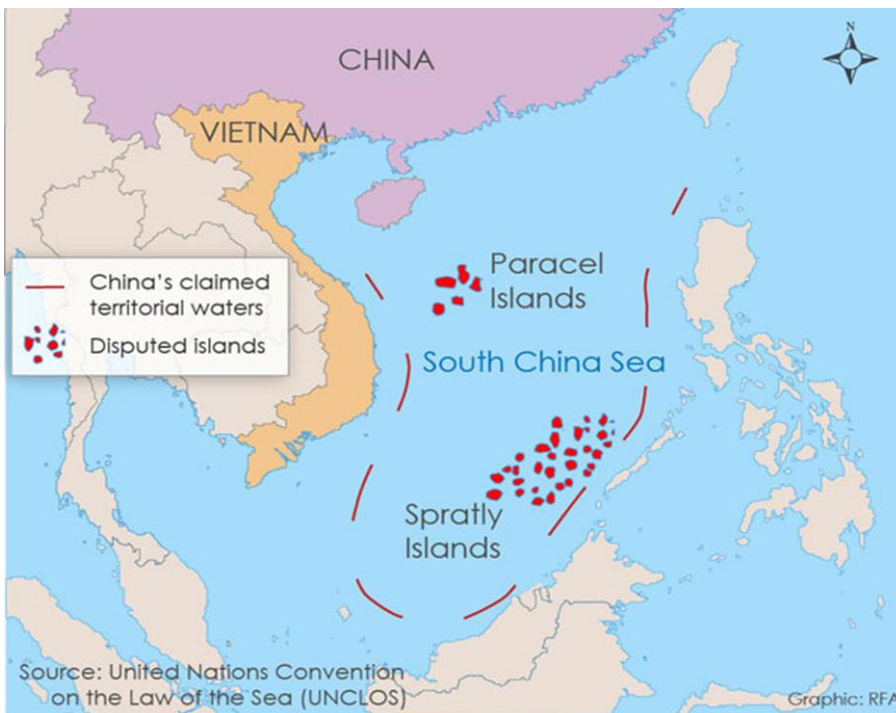 N
CHINA
VIETNAM
China's claimed
territorial waters
Disputed islands
Paracel
Islands
South China Sea
Spratly
Islands
Source: United Nations Convention
on the Law of the Sea (UNCLOS)
Graphic: RFA